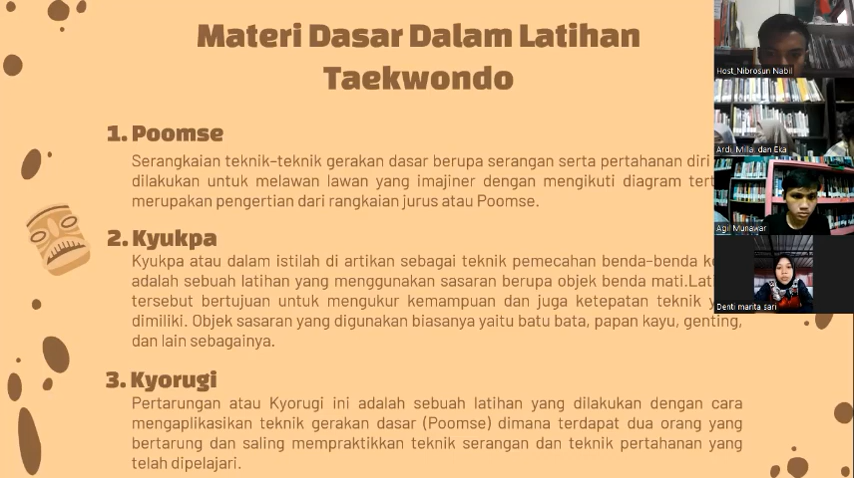 Materi Dasar Dalam Latihan
Taekwondo
1. Poomse
Serangkaian teknik-teknik gerakan dasar berupa serangan serta pertahanan diri
dilakukan untuk melawan lawan yang imajiner dengan mengikuti diagram
merupakan pengertian dari rangkaian jurus atau Poomse.
2. Kyukpa
Kyukpa atau dalam istilah di artikan sebagai teknik pemecahan benda-benda
adalah sebuah latihan yang menggunakan sasaran berupa objek benda mati.
tersebut bertujuan untuk mengukur kemampuan dan juga ketepatan teknik
dimiliki. Objek sasaran yang digunakan biasanya yaitu batu bata, papan kayu, genting,
dan lain sebagainya.
3. Kyorugi
Pertarungan atau Kyorugi ini adalah sebuah latihan yang dilakukan dengan cara
mengaplikasikan teknik gerakan dasar (Poomse) dimana terdapat dua orang yang
bertarung dan saling mempraktikkan teknik serangan dan teknik pertahanan yang
telah dipelajari.
Host_Nibrosun Nabil
Ardi, Milla, dan Eka
Agil Munawar
Denti marita sari